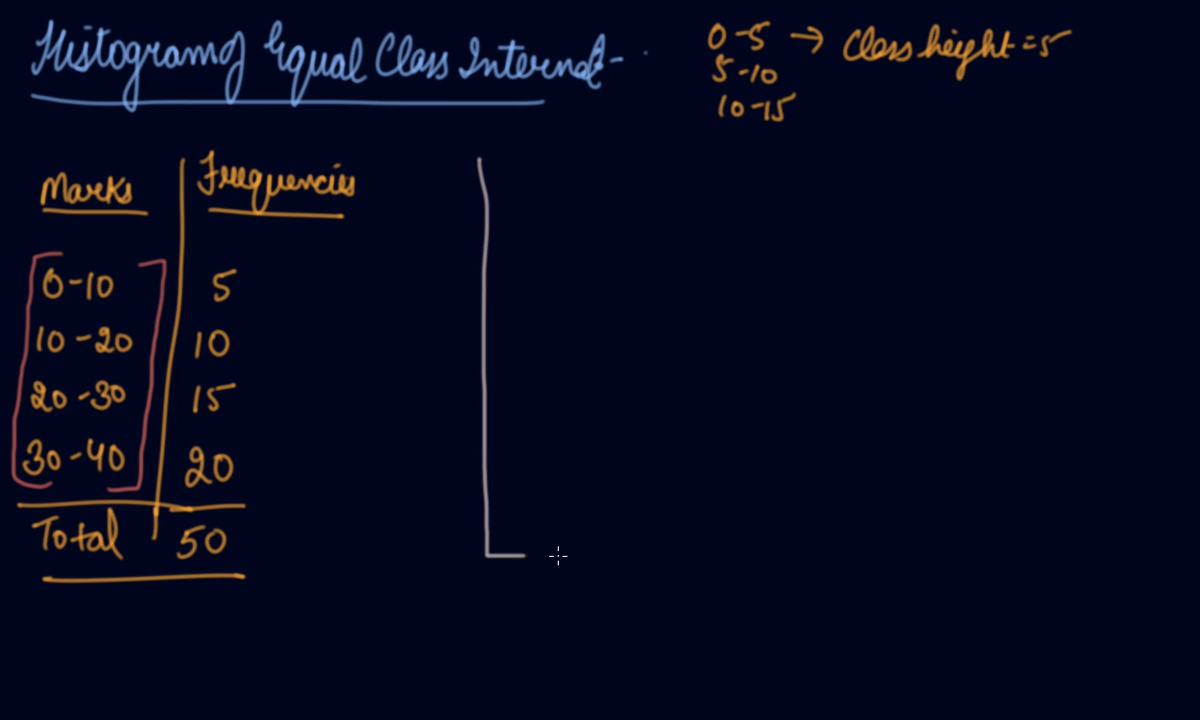 Histogram of Equal Class Interval-
0-5 → Class height = 5
5-10
10-15
Marks Frequencies
0-10 5
10-20 10
20-30 15
30-40 20
Total 50